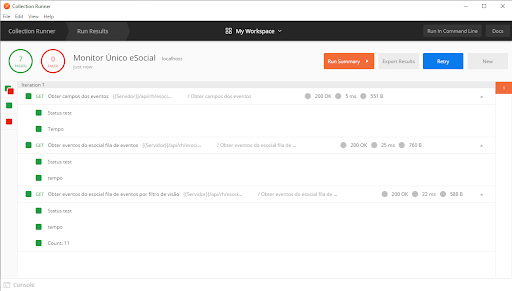 Collection Runner
File Edit View Help
Collection Runner Run Results My Workspace Run In Command Line Docs
7 PASSED 0 FAILED Monitor Único eSocial localhost
just now
Run Summary Export Results Retry New
Iteration 1
GET Obter campos dos eventos {{Servidor}}/api/rh/esoci... / Obter campos dos eventos 200 OK 5 ms 551 B
Status test
Tempo
GET Obter eventos do esocial fila de eventos {{Servidor}}/api/rh/esoci... / Obter eventos do esocial fila de ... 200 OK 25 ms 760 B
Status test
tempo
GET Obter eventos do esocial fila de eventos por filtro de visão {{Servidor}}/api/rh/esoci... / Obter eventos do esocial fila de ... 200 OK 22 ms 588 B
Status test
tempo
Count: 11
Console